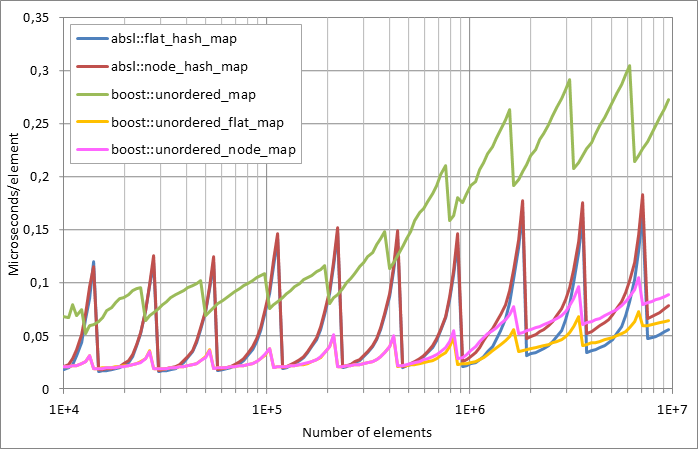 0,35
0,3
0,25
0,2
0,15
0,1
0,05
0
Microseconds/element
absl::flat_hash_map
absl::node_hash_map
boost::unordered_map
boost::unordered_flat_map
boost::unordered_node_map
1E+4
1E+5
1E+6
1E+7
Number of elements